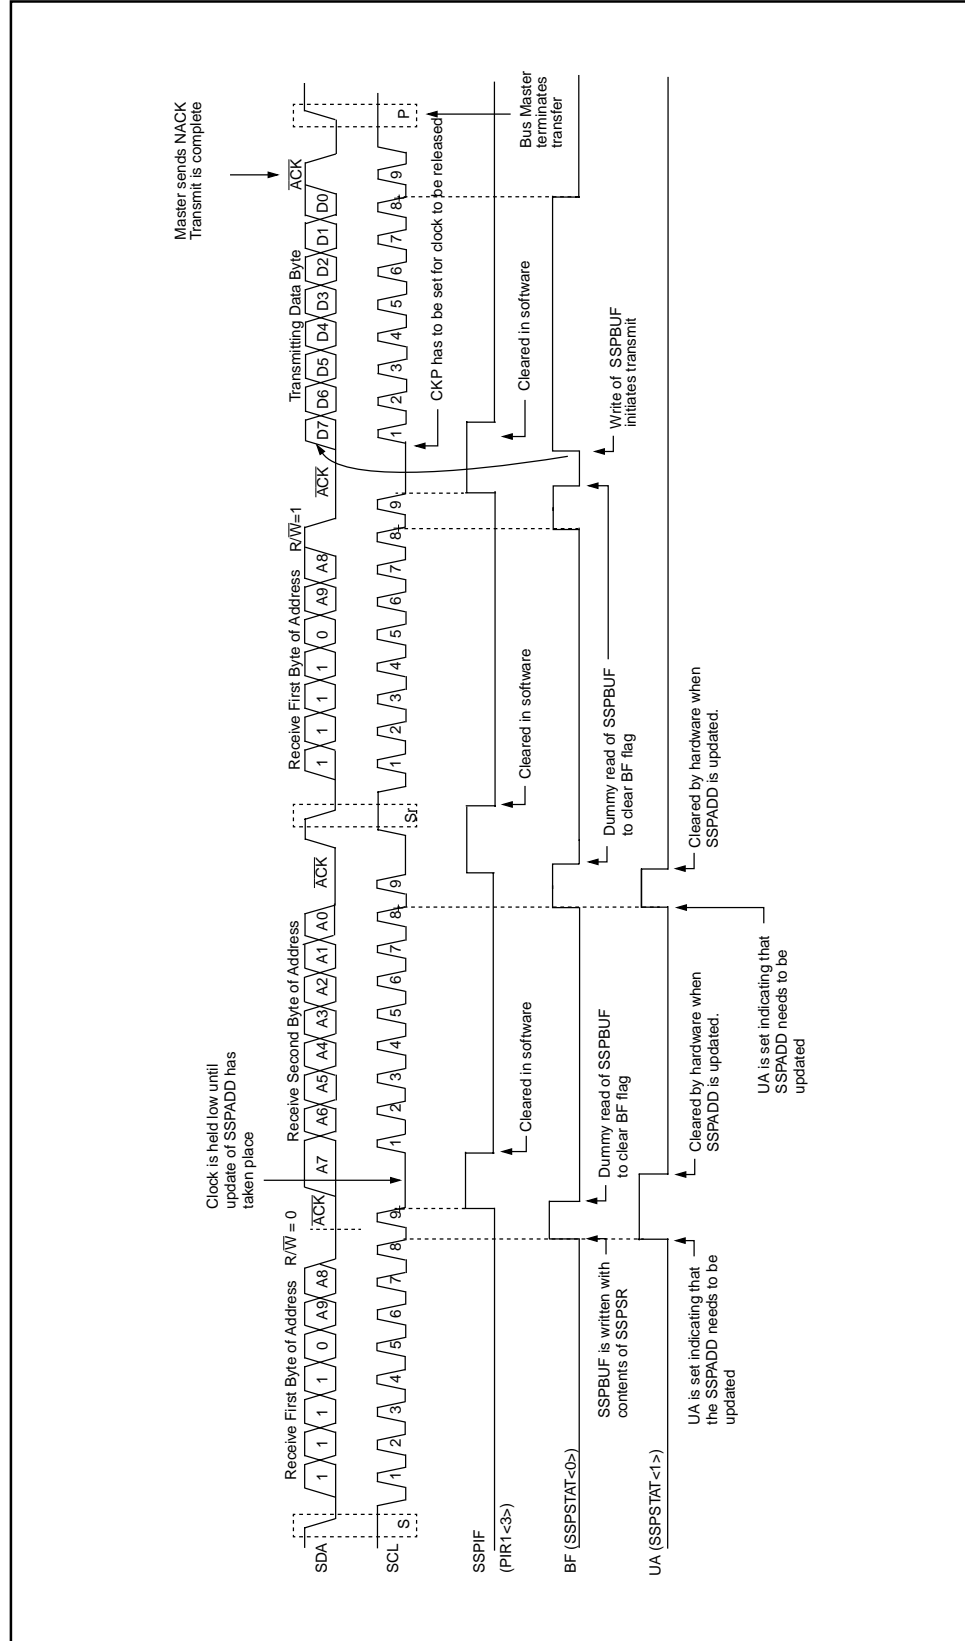 Master sends NACK
Transmit is complete
Clock is held low until
update of SSPADD has
taken place
Receive First Byte of Address R/W = 0
ACK
Receive Second Byte of Address
ACK
Receive First Byte of Address R/W=1
ACK
Transmitting Data Byte
ACK
SDA
1 1 1 1 0 A9 A8
A7 A6 A5 A4 A3 A2 A1 A0
1 1 1 1 0 A9 A8
D7 D6 D5 D4 D3 D2 D1 D0
SCL
S 1 2 3 4 5 6 7 8 9
1 2 3 4 5 6 7 8 9
Sr 1 2 3 4 5 6 7 8 9
1 2 3 4 5 6 7 8 9 P
CKP has to be set for clock to be released
Bus Master
terminates
transfer
SSPIF
(PIR1<3>)
Cleared in software
Cleared in software
Cleared in software
BF (SSPSTAT<0>)
SSPBUF is written with
contents of SSPSR
Dummy read of SSPBUF
to clear BF flag
Dummy read of SSPBUF
to clear BF flag
Write of SSPBUF
initiates transmit
UA (SSPSTAT<1>)
UA is set indicating that
the SSPADD needs to be
updated
Cleared by hardware when
SSPADD is updated.
UA is set indicating that
SSPADD needs to be
updated
Cleared by hardware when
SSPADD is updated.